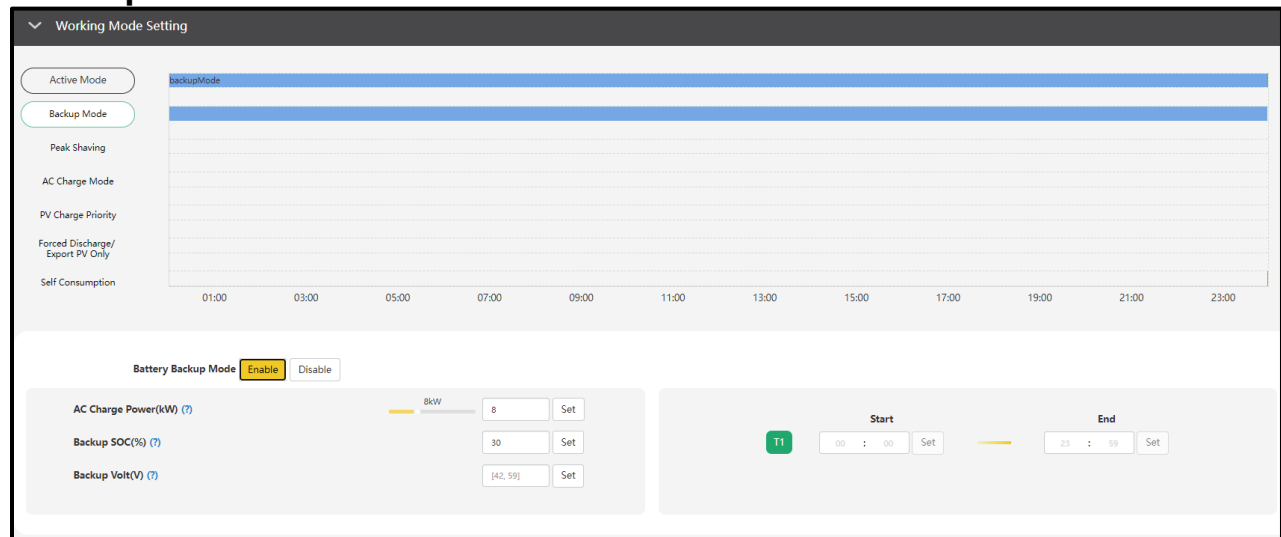 Working Mode Setting
Active Mode
backupMode
Backup Mode
Peak Shaving
AC Charge Mode
PV Charge Priority
Forced Discharge/
Export PV Only
Self Consumption
01:00 03:00 05:00 07:00 09:00 11:00 13:00 15:00 17:00 19:00 21:00 23:00
Battery Backup Mode Enable Disable
AC Charge Power(kW) (?) 8kW 8 Set
Backup SOC(%) (?) 30 Set
Backup Volt(V) (?) [42, 59] Set
Start End
T1 00 : 00 Set 23 : 59 Set